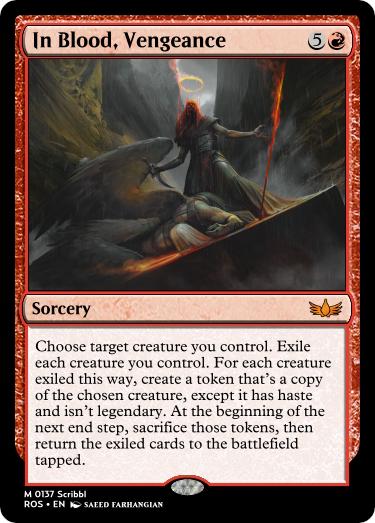 In Blood, Vengeance 5
Sorcery
Choose target creature you control. Exile
each creature you control. For each creature
exiled this way, create a token that's a copy
of the chosen creature, except it has haste
and isn't legendary. At the beginning of the
next end step, sacrifice those tokens, then
return the exiled cards to the battlefield
tapped.
M 0137 Scribbl
ROS • EN SAEED FARHANGIAN